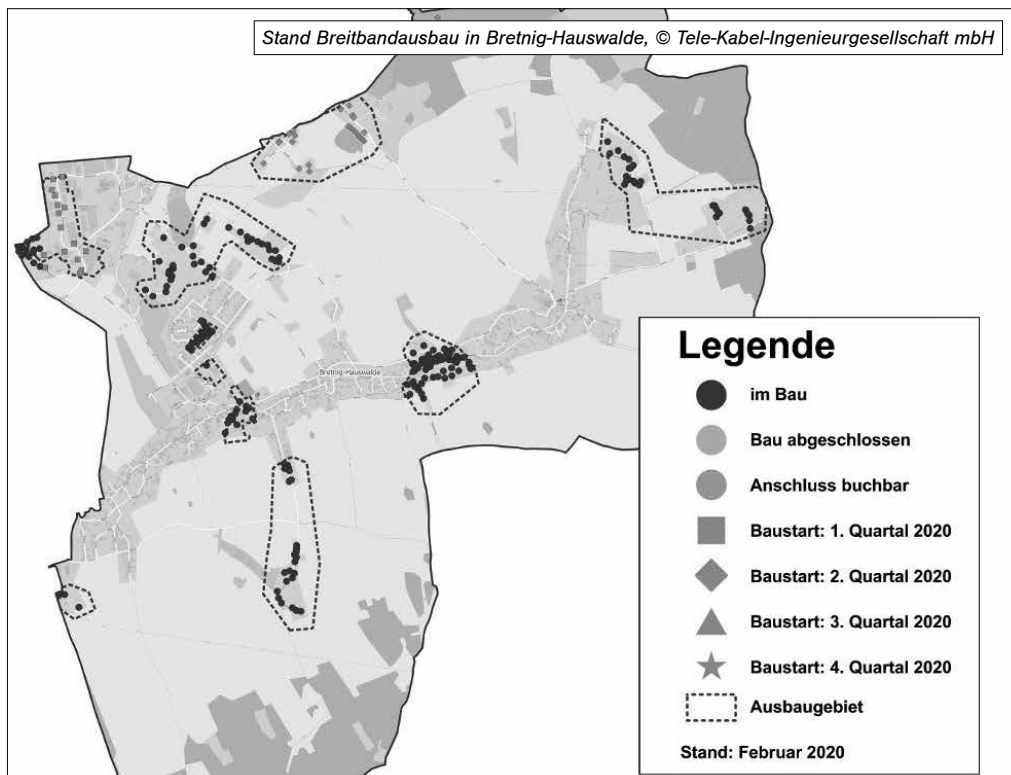 Stand Breitbandausbau in Bretnig-Hauswalde, © Tele-Kabel-Ingenieurgesellschaft mbH
Bretnig-Hauswalde
Legende
im Bau
Bau abgeschlossen
Anschluss buchbar
Baustart: 1. Quartal 2020
Baustart: 2. Quartal 2020
Baustart: 3. Quartal 2020
Baustart: 4. Quartal 2020
Ausbaugebiet
Stand: Februar 2020